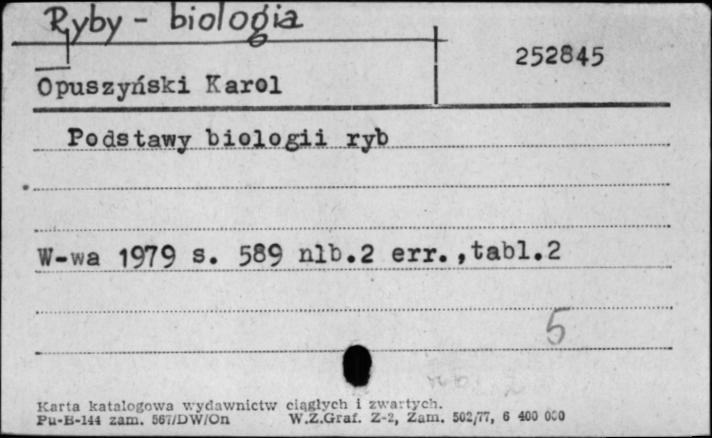 Ryby - biologia
252845
Opuszyński Karol
Podstawy biologii ryb
W-wa 1979 s. 589 nlb.2 err.,tabl.2
5
Karta katalogowa wydawnictw ciągłych i zwartych.
Pu-B-144 zam. 567/DW/On W.Z.Graf. Z-2, Zam. 502/77, 6 400 000